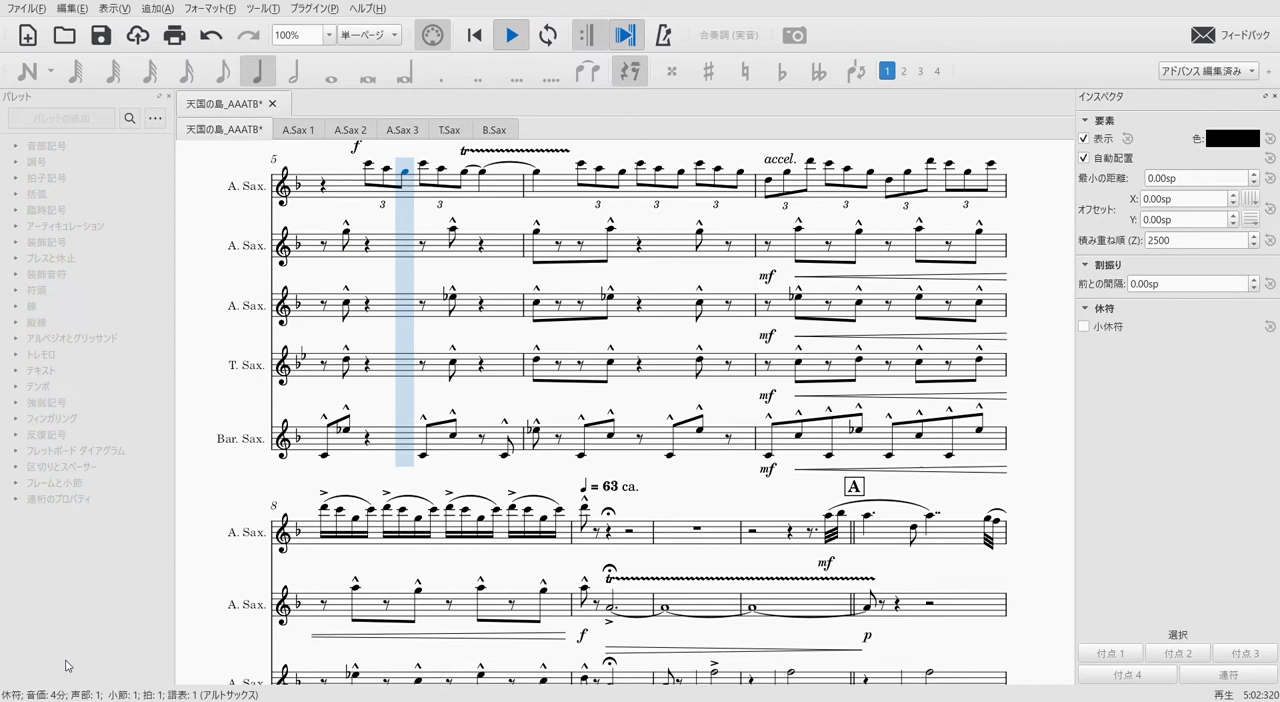 ファイル(F) 編集(E) 表示(V) 追加(A) フォーマット(F) ツール(T) プラグイン(P) ヘルプ(H)
100% 単一ページ 合奏調 (実音) フィードバック
1 2 3 4 アドバンス 編集済み +
パレット
パレットの追加
音部記号
調号
拍子記号
括弧
臨時記号
アーティキュレーション
装飾記号
ブレスと休止
装飾音符
符頭
線
縦線
アルペジオとグリッサンド
トレモロ
テキスト
テンポ
強弱記号
フィンガリング
反復記号
フレットボード ダイアグラム
区切りとスペーサー
フレームと小節
連桁のプロパティ
天国の島_AAATB*
天国の島_AAATB* A.Sax 1 A.Sax 2 A.Sax 3 T.Sax B.Sax
f
5 tr accel.
A. Sax.
3 3 3 3 3 3 3 3
A. Sax.
mf
A. Sax.
mf
T. Sax.
mf
Bar. Sax.
mf
8 = 63 ca. A
A. Sax.
mf
tr
A. Sax.
f p
インスペクタ
要素
表示 色:
自動配置
最小の距離: 0.00sp
オフセット: X: 0.00sp
Y: 0.00sp
積み重ね順 (Z): 2500
割振り
前との間隔: 0.00sp
休符
小休符
選択
付点 1 付点 2 付点 3
付点 4 連符
休符; 音価: 4分; 声部: 1; 小節: 1; 拍: 1; 譜表: 1 (アルトサックス) 再生 5:02:320